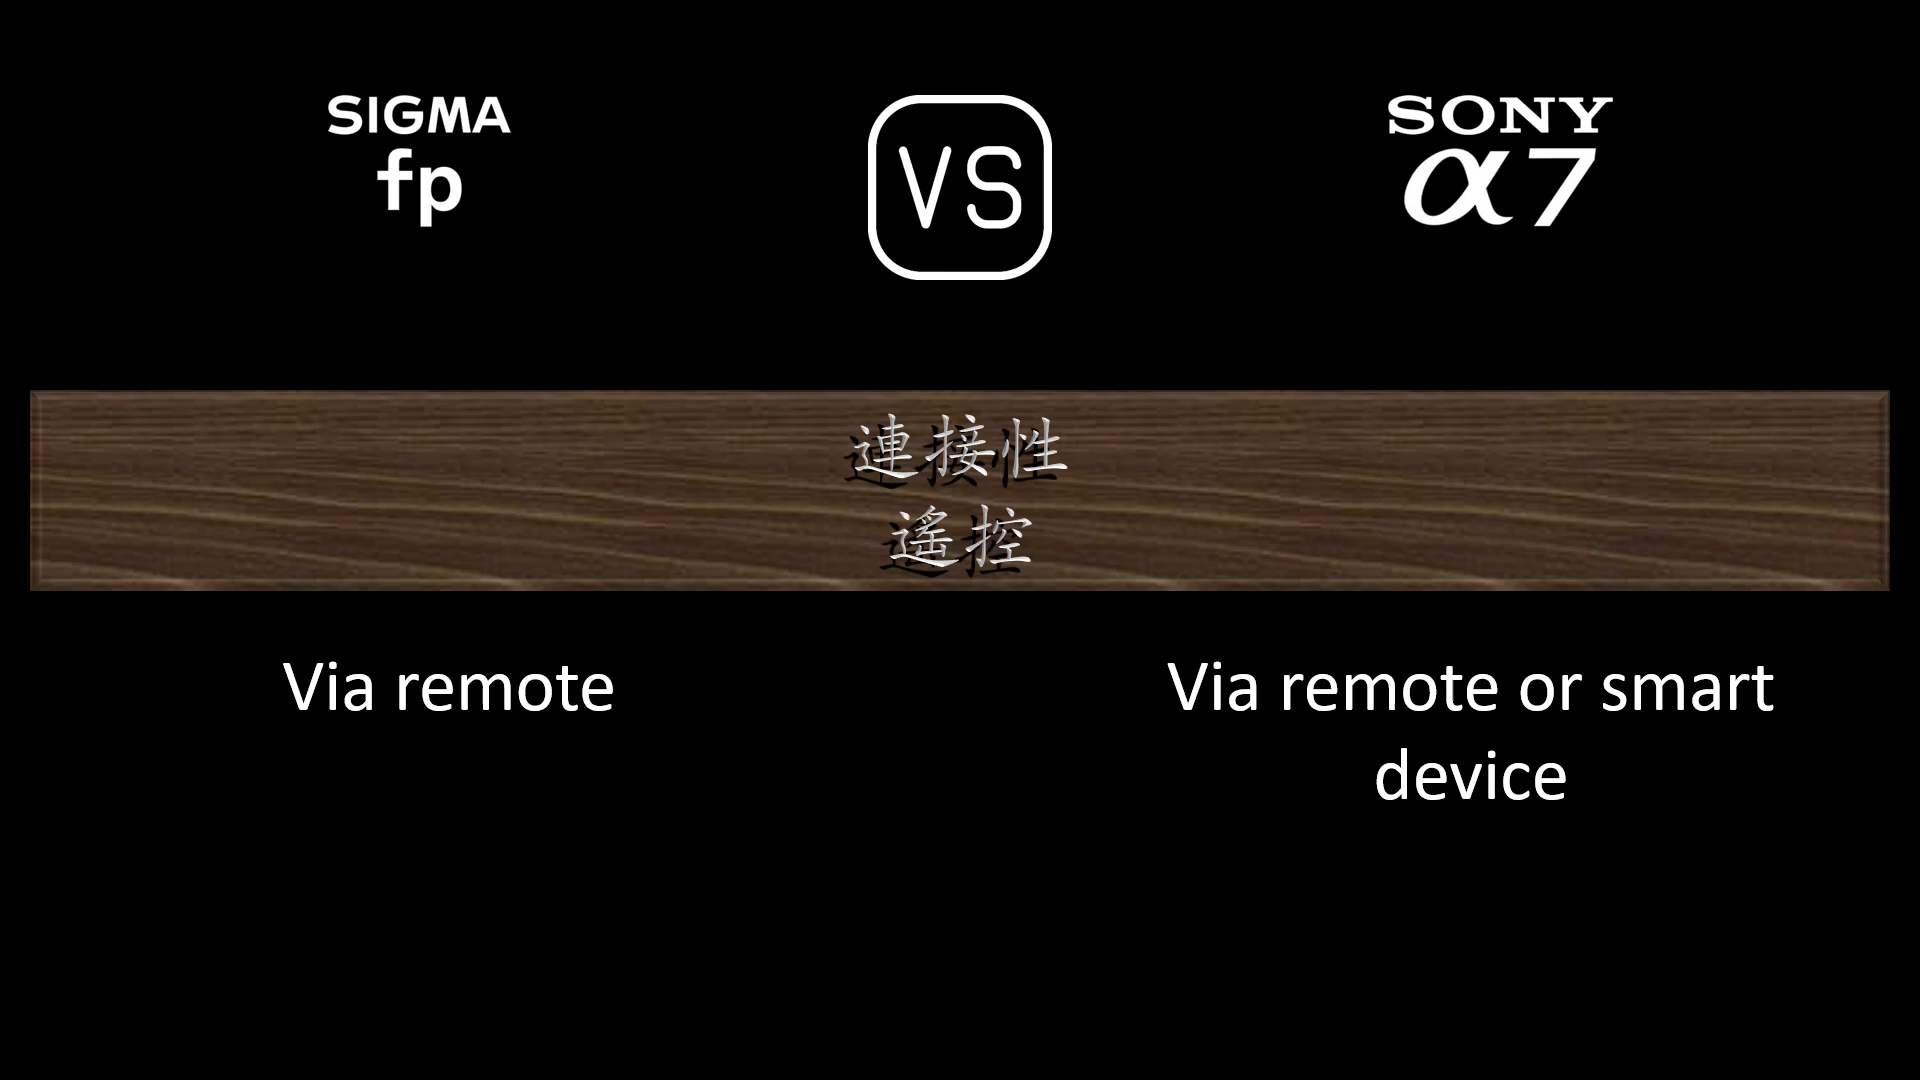 SIGMA
fp
VS
SONY
α7
連接性
遙控
Via remote
Via remote or smart
device